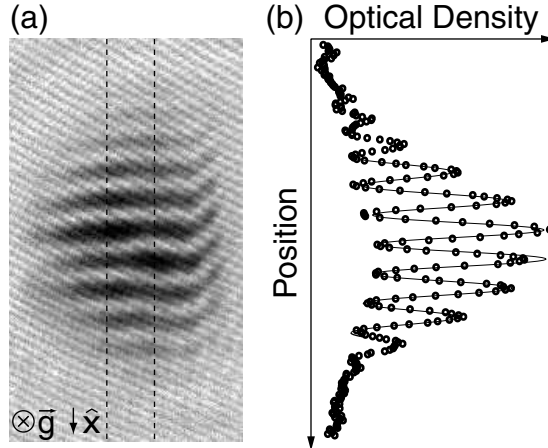 (a)
(b) Optical Density
Position
⊗g⃗ ↓x̂